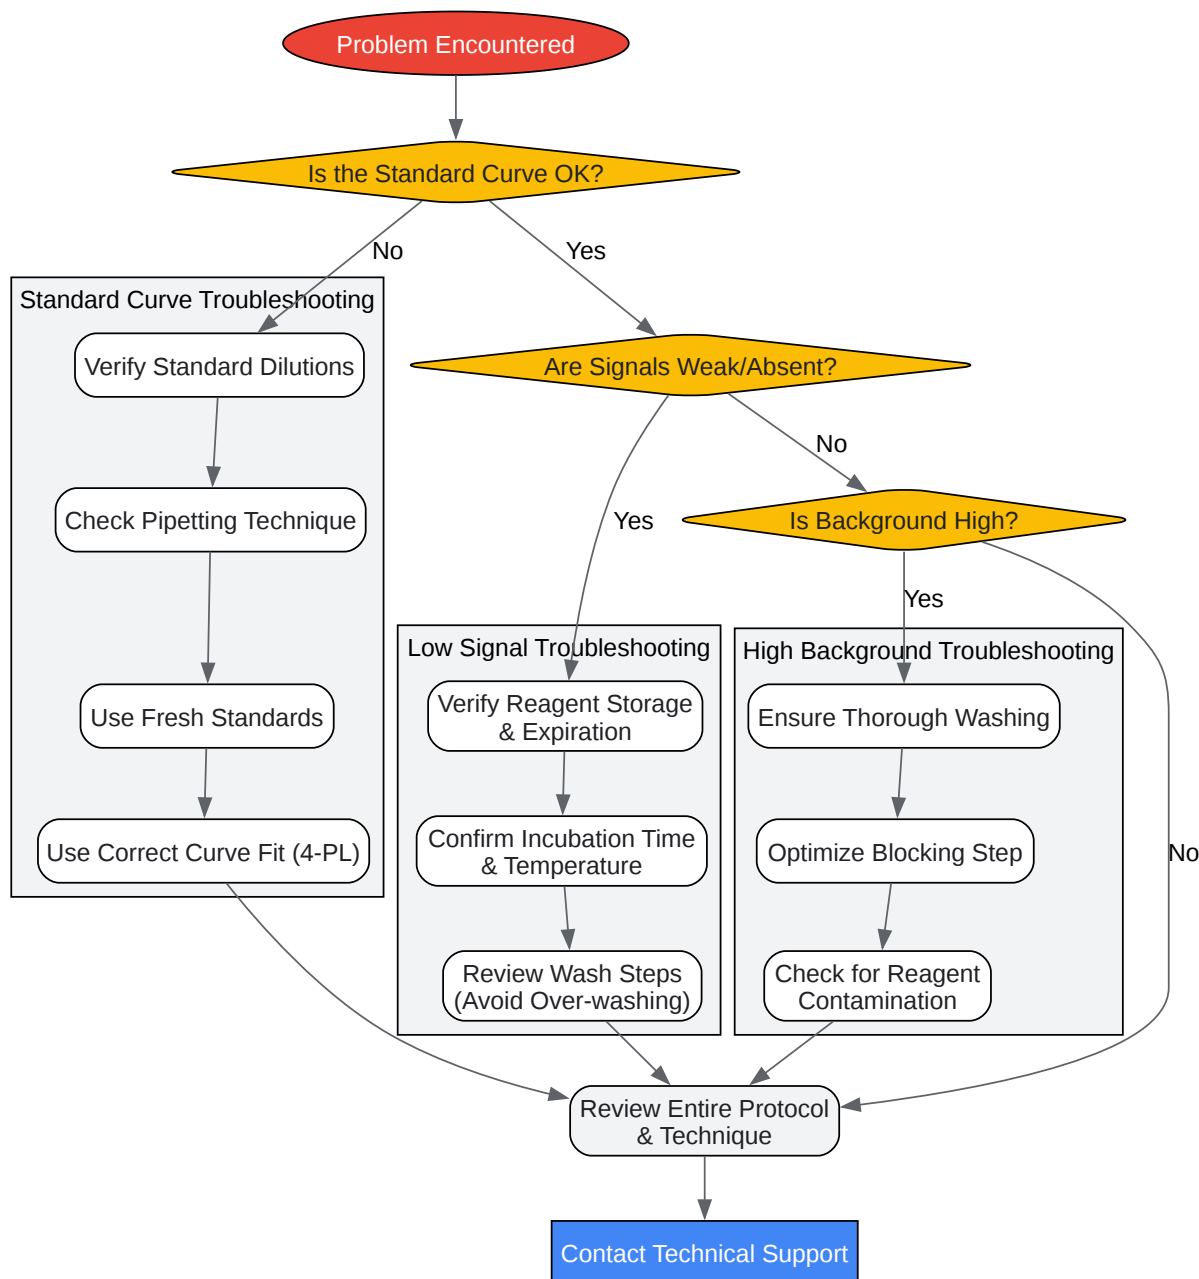 Problem Encountered
Is the Standard Curve OK?
No
Yes
Standard Curve Troubleshooting
Verify Standard Dilutions
Check Pipetting Technique
Use Fresh Standards
Use Correct Curve Fit (4-PL)
Are Signals Weak/Absent?
Yes
No
Is Background High?
Yes
No
Low Signal Troubleshooting
Verify Reagent Storage
& Expiration
Confirm Incubation Time
& Temperature
Review Wash Steps
(Avoid Over-washing)
High Background Troubleshooting
Ensure Thorough Washing
Optimize Blocking Step
Check for Reagent
Contamination
Review Entire Protocol
& Technique
Contact Technical Support